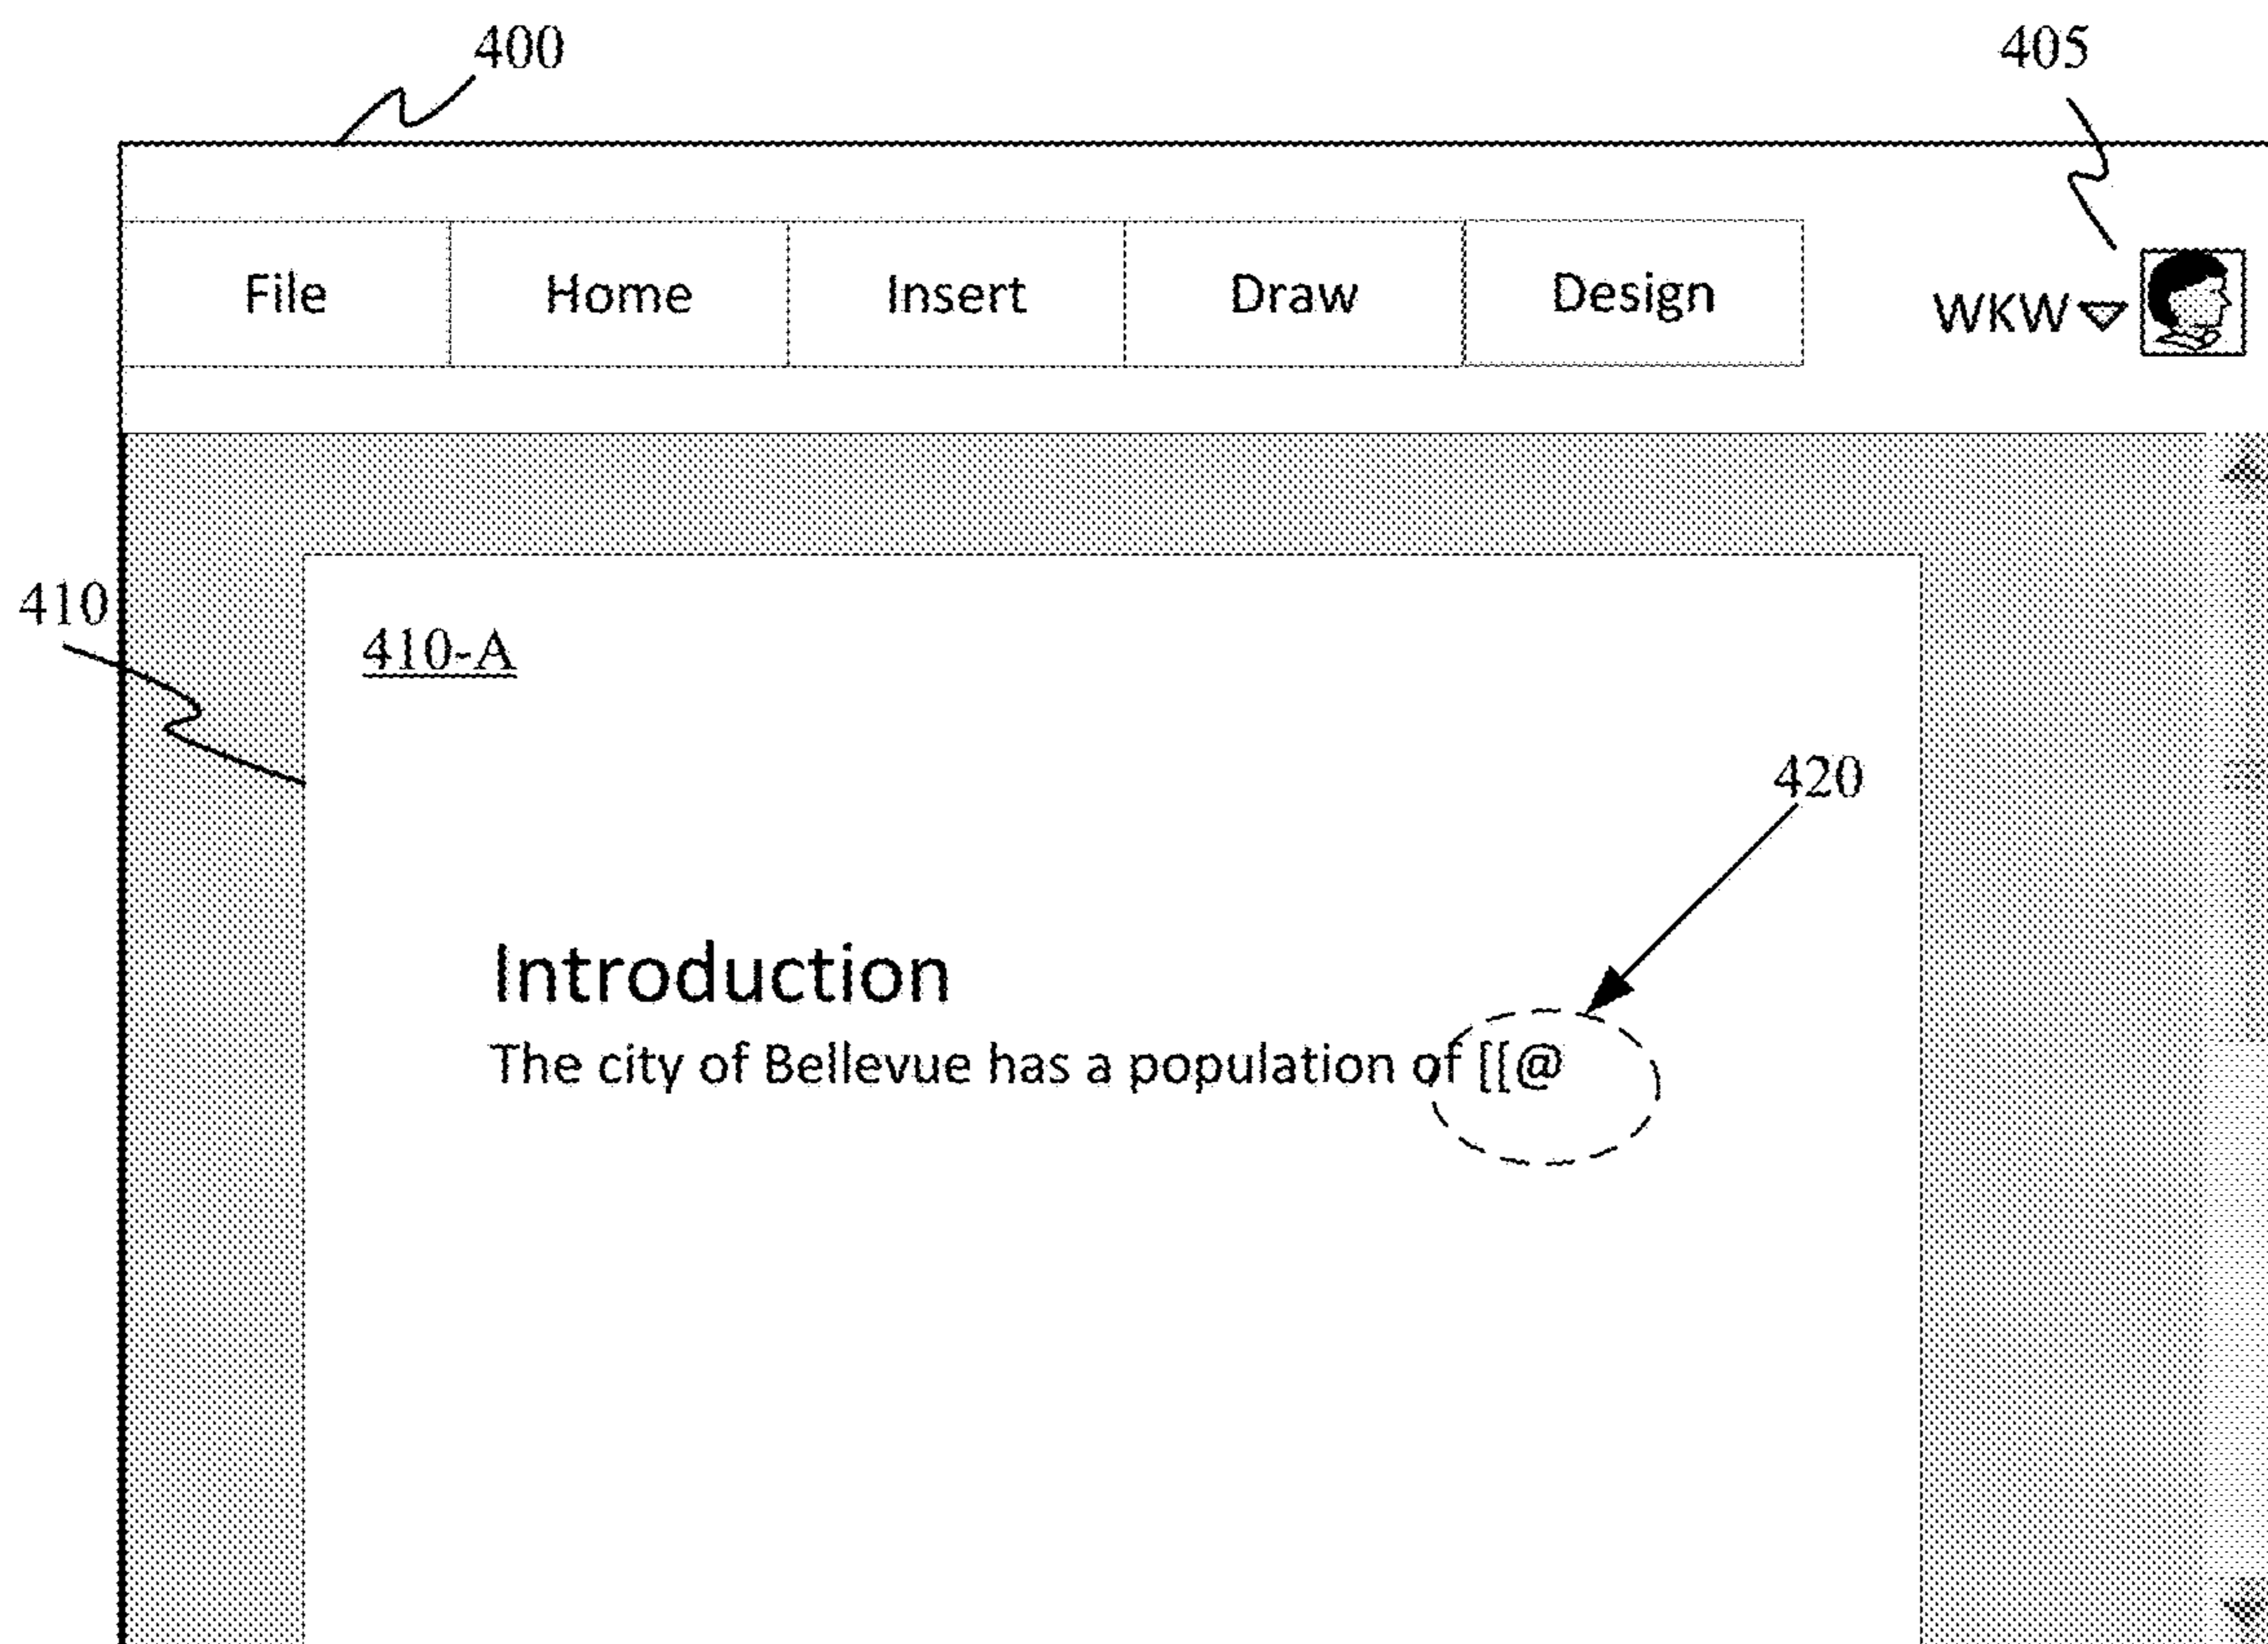 400
405
File Home Insert Draw Design
WKW
410
410-A
420
Introduction
The city of Bellevue has a population of [[@